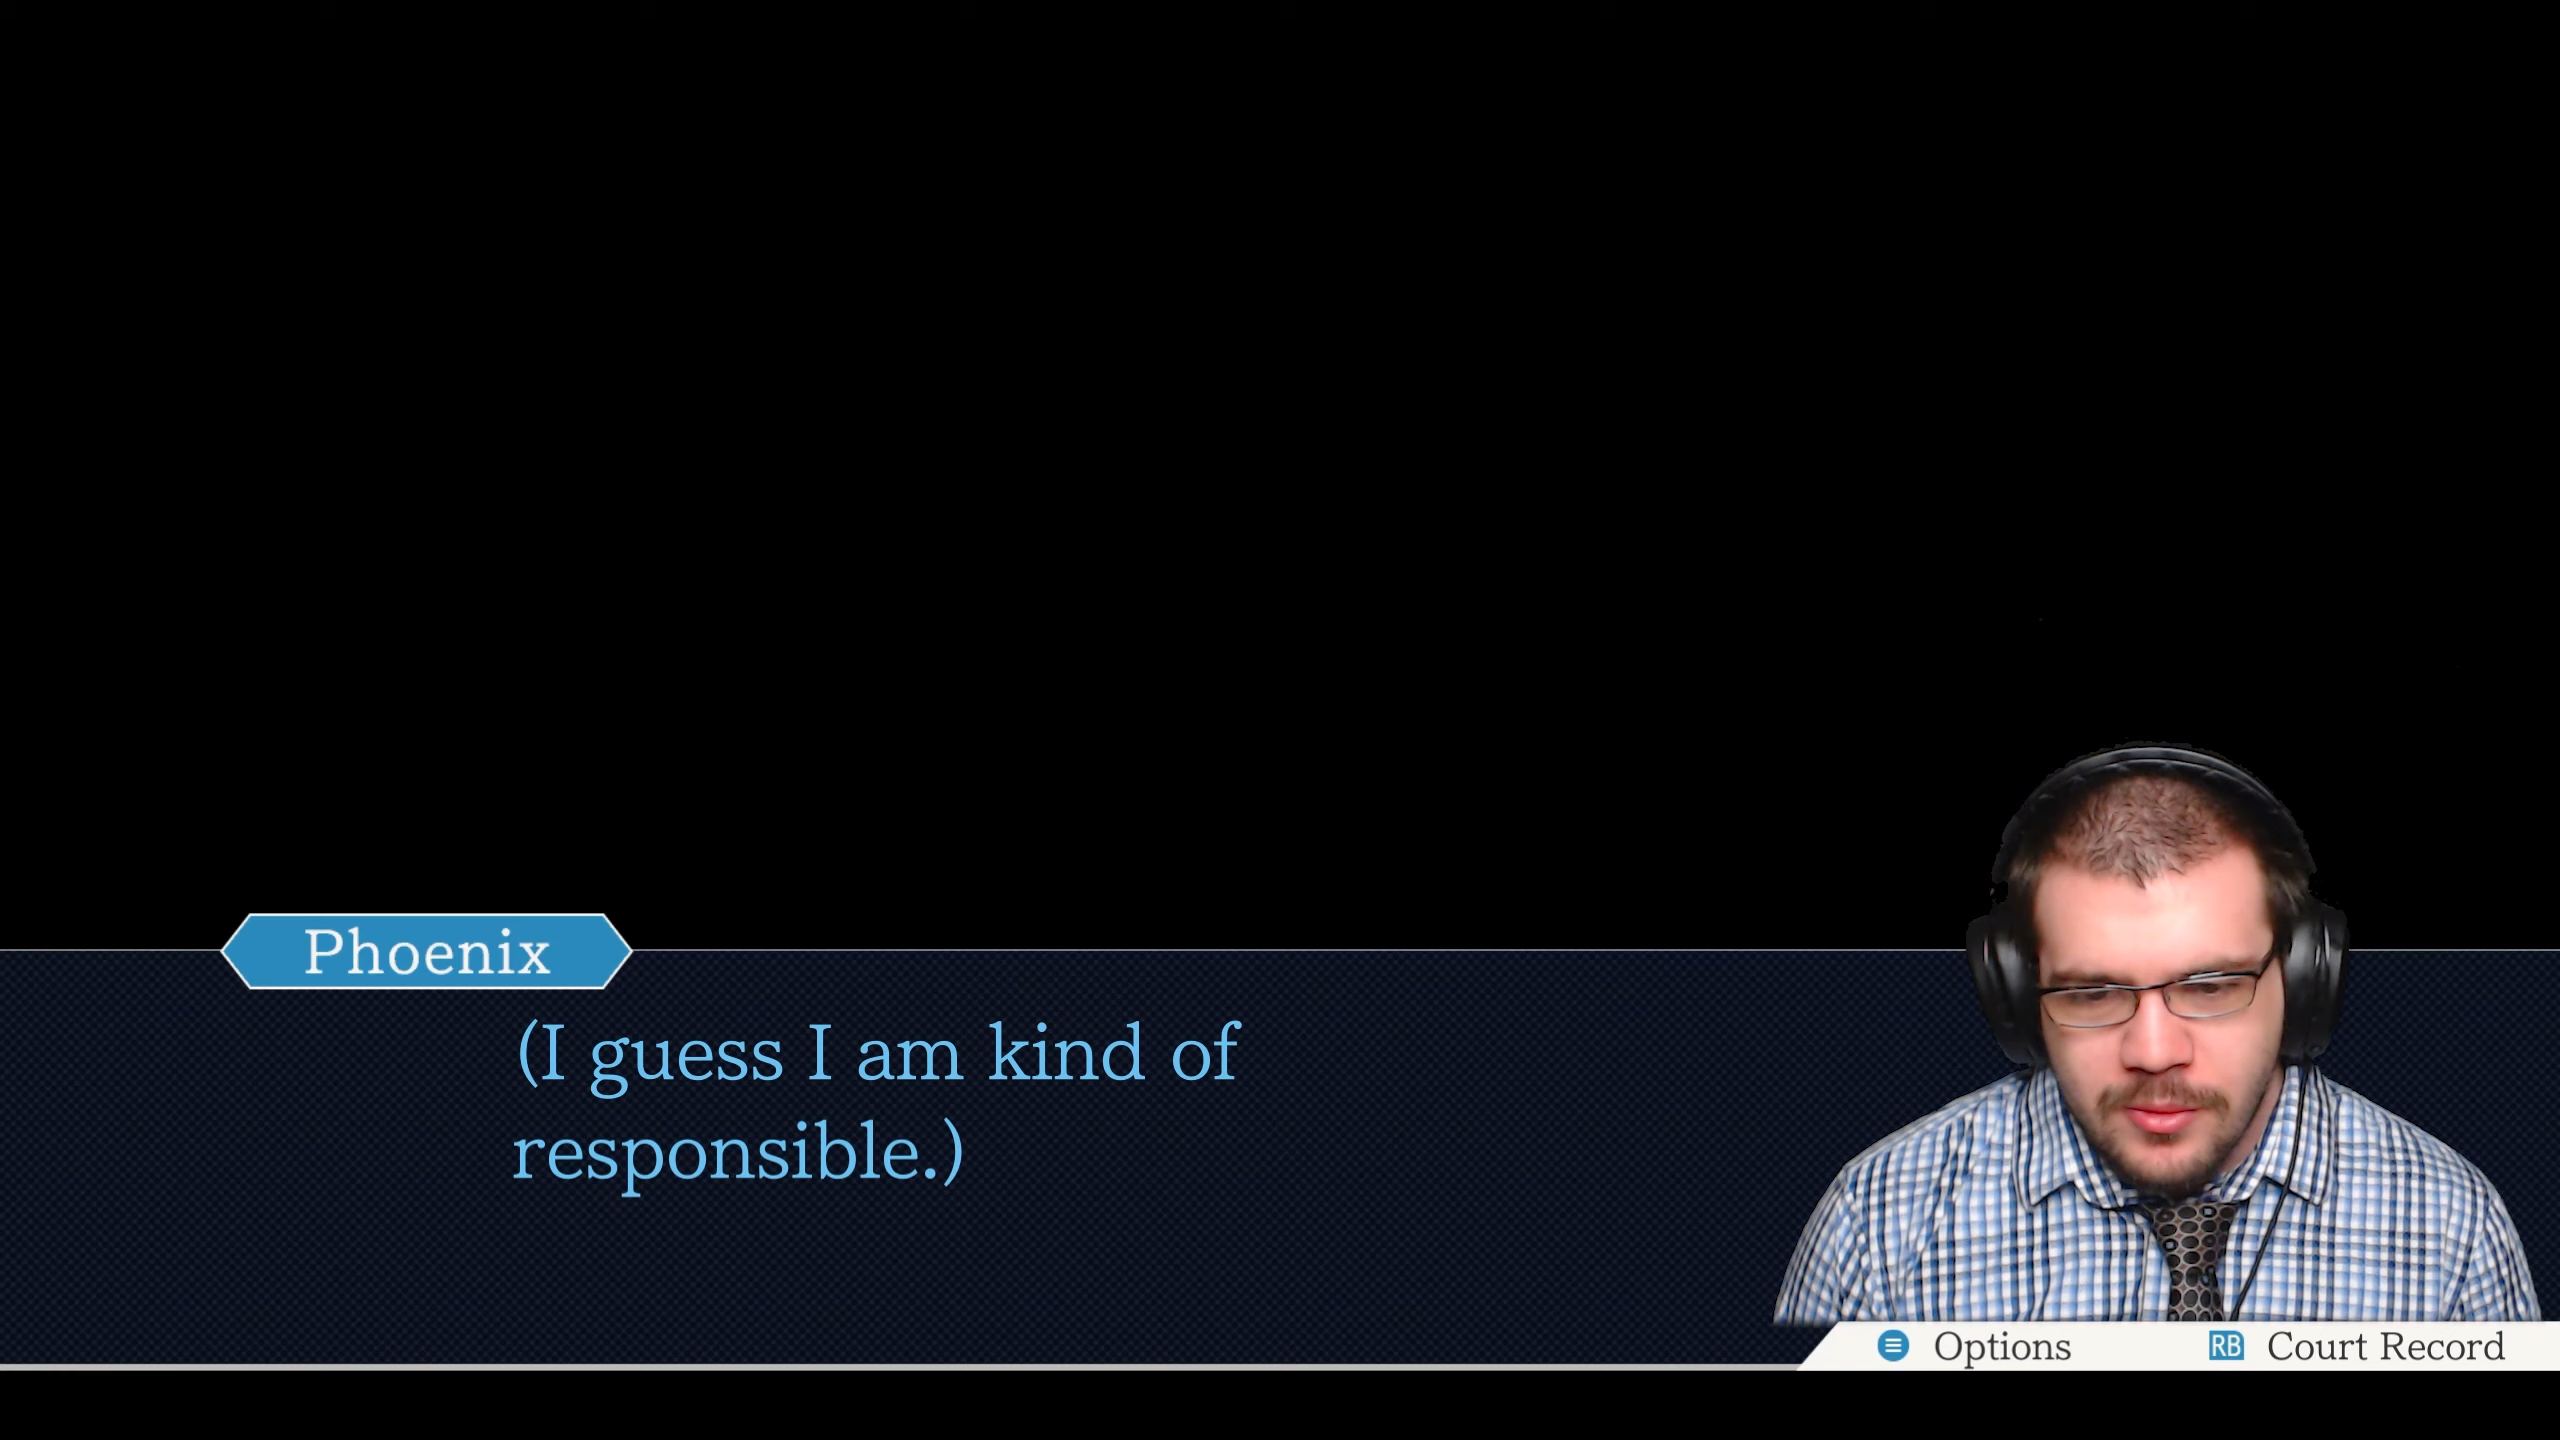 Phoenix
(I guess I am kind of
responsible.)
Options
RB Court Record